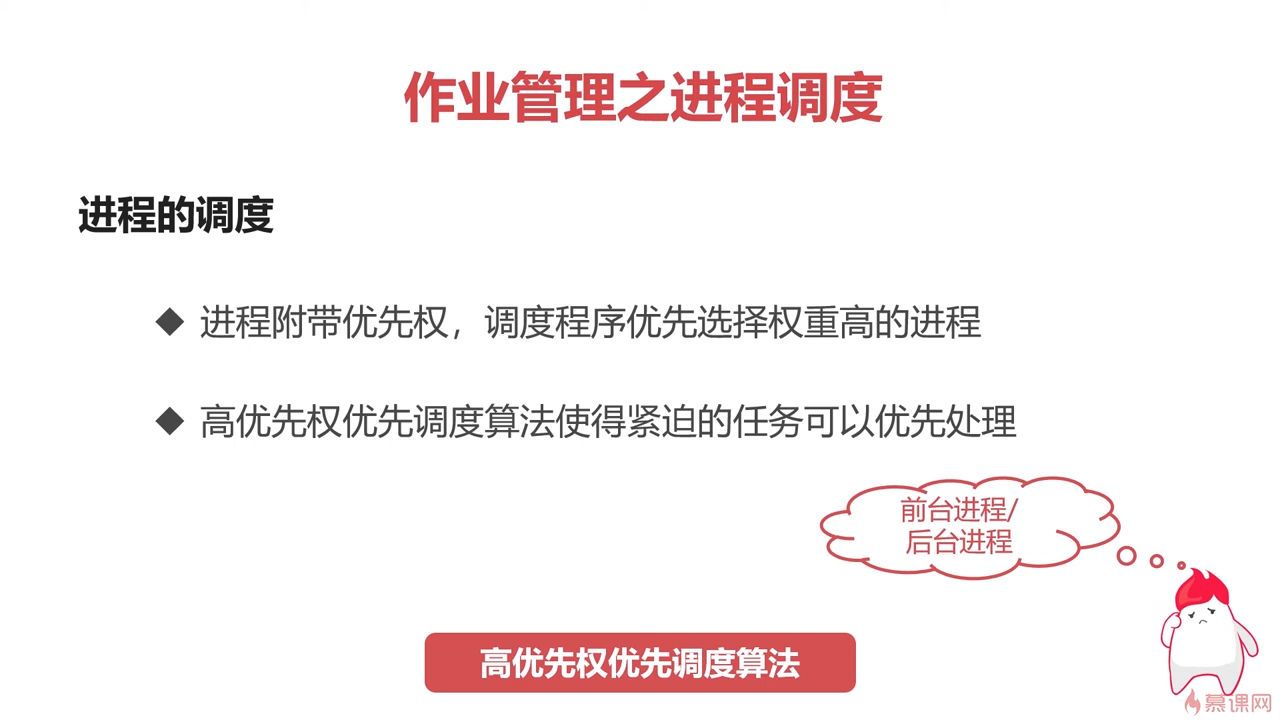 作业管理之进程调度
进程的调度
◆ 进程附带优先权，调度程序优先选择权重高的进程
◆ 高优先权优先调度算法使得紧迫的任务可以优先处理
前台进程/
后台进程
高优先权优先调度算法
慕课网